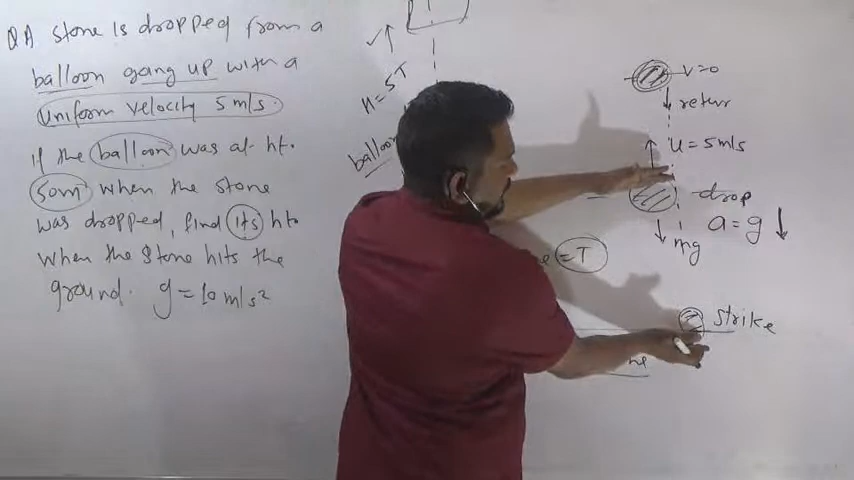 Q A stone is dropped from a
balloon going up with a
uniform velocity 5 m/s.
if the balloon was at ht.
50m when the stone
was dropped, find its ht
when the stone hits the
ground. g = 10 m/s²
H = 5T
balloon
= T
v=0
return
u = 5m/s
drop
a = g
mg
strike